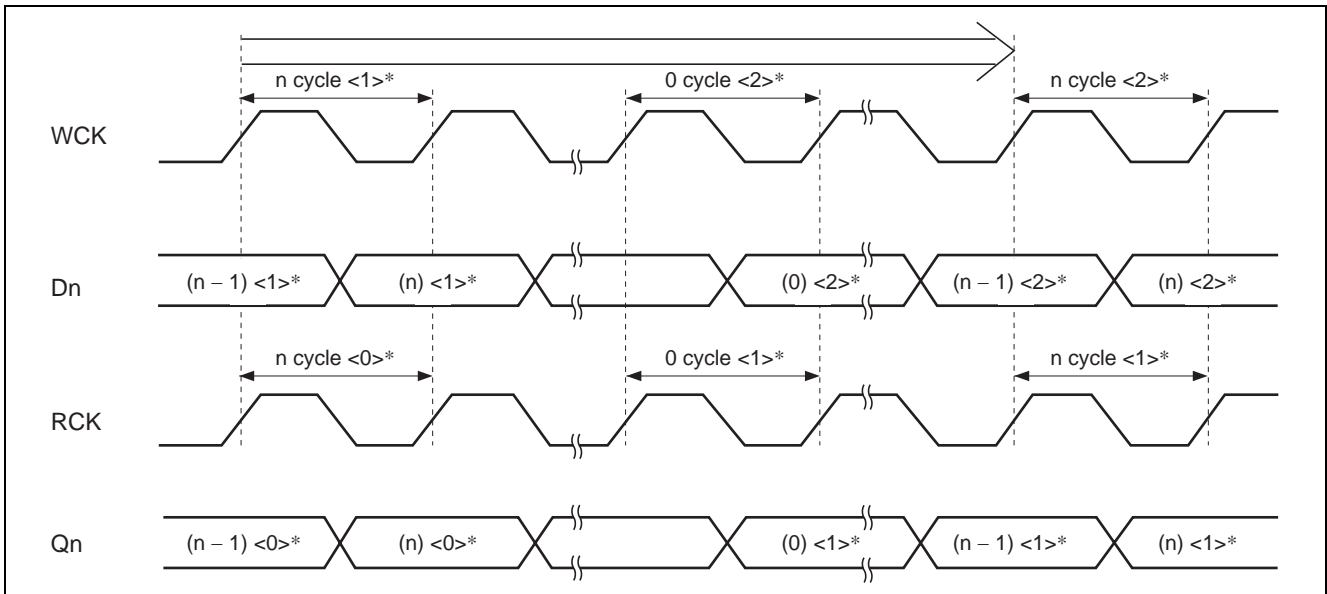 n cycle <1>* 0 cycle <2>* n cycle <2>*
WCK
Dn (n − 1) <1>* (n) <1>* (0) <2>* (n − 1) <2>* (n) <2>*
n cycle <0>* 0 cycle <1>* n cycle <1>*
RCK
Qn (n − 1) <0>* (n) <0>* (0) <1>* (n − 1) <1>* (n) <1>*